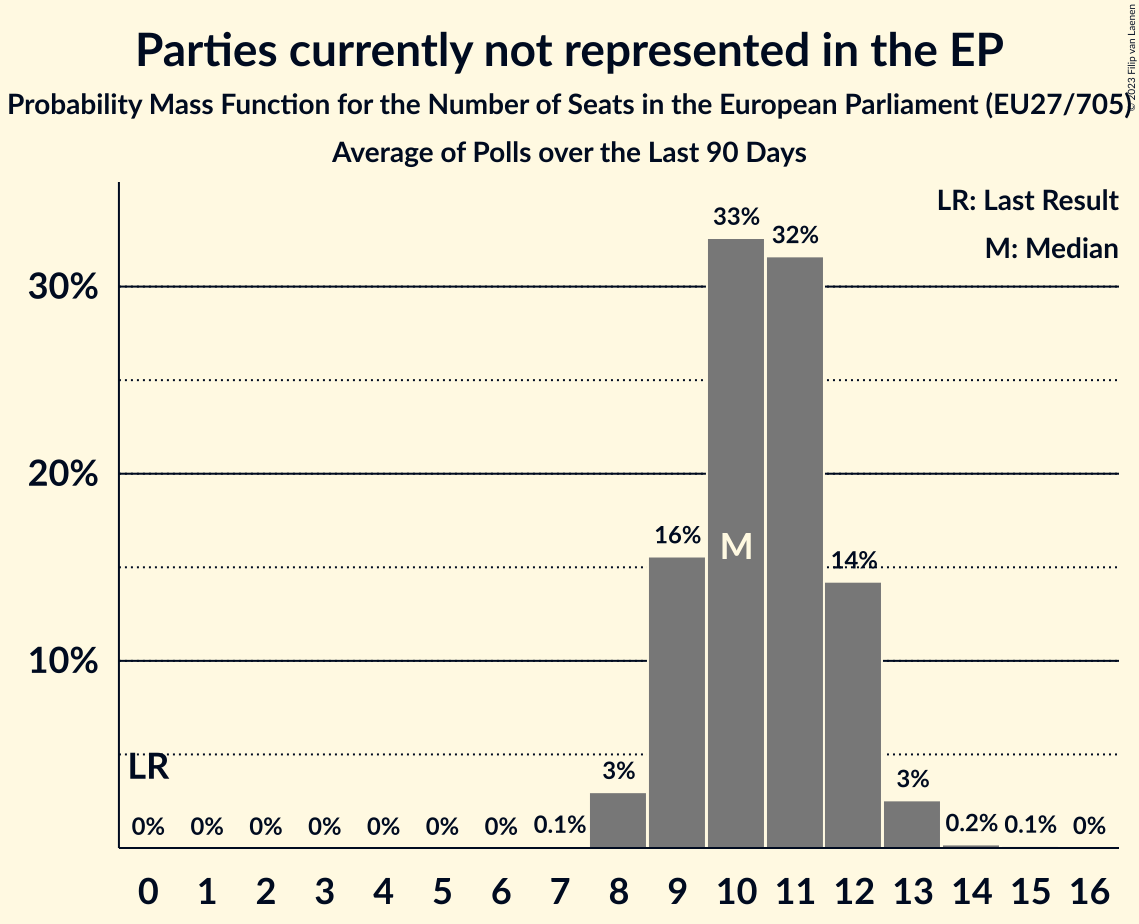 Parties currently not represented in the EP
Probability Mass Function for the Number of Seats in the European Parliament (EU27/705)
Average of Polls over the Last 90 Days
© 2023 Filip van Laenen
LR: Last Result
M: Median
33%
32%
30%
20%
16%
M
14%
10%
LR
3%
3%
0% 0% 0% 0% 0% 0% 0% 0.1% 0.2% 0.1% 0%
0 1 2 3 4 5 6 7 8 9 10 11 12 13 14 15 16